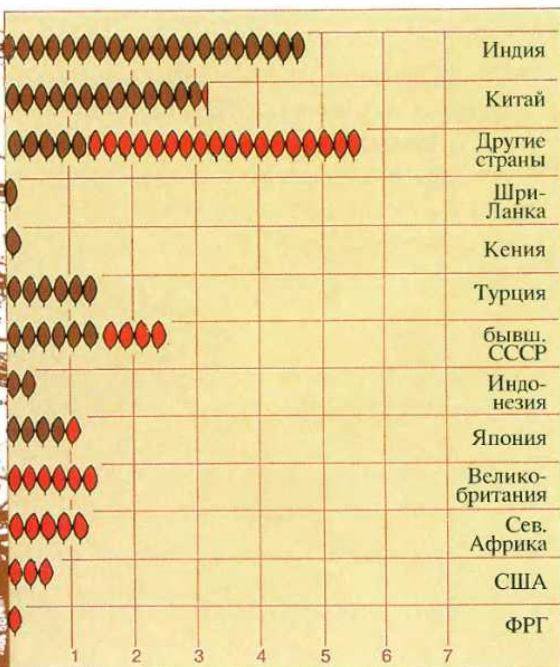 Индия
Китай
Другие
страны
Шри-
Ланка
Кения
Турция
бывш.
СССР
Индо-
незия
Япония
Велико-
британия
Сев.
Африка
США
ФРГ
1 2 3 4 5 6 7